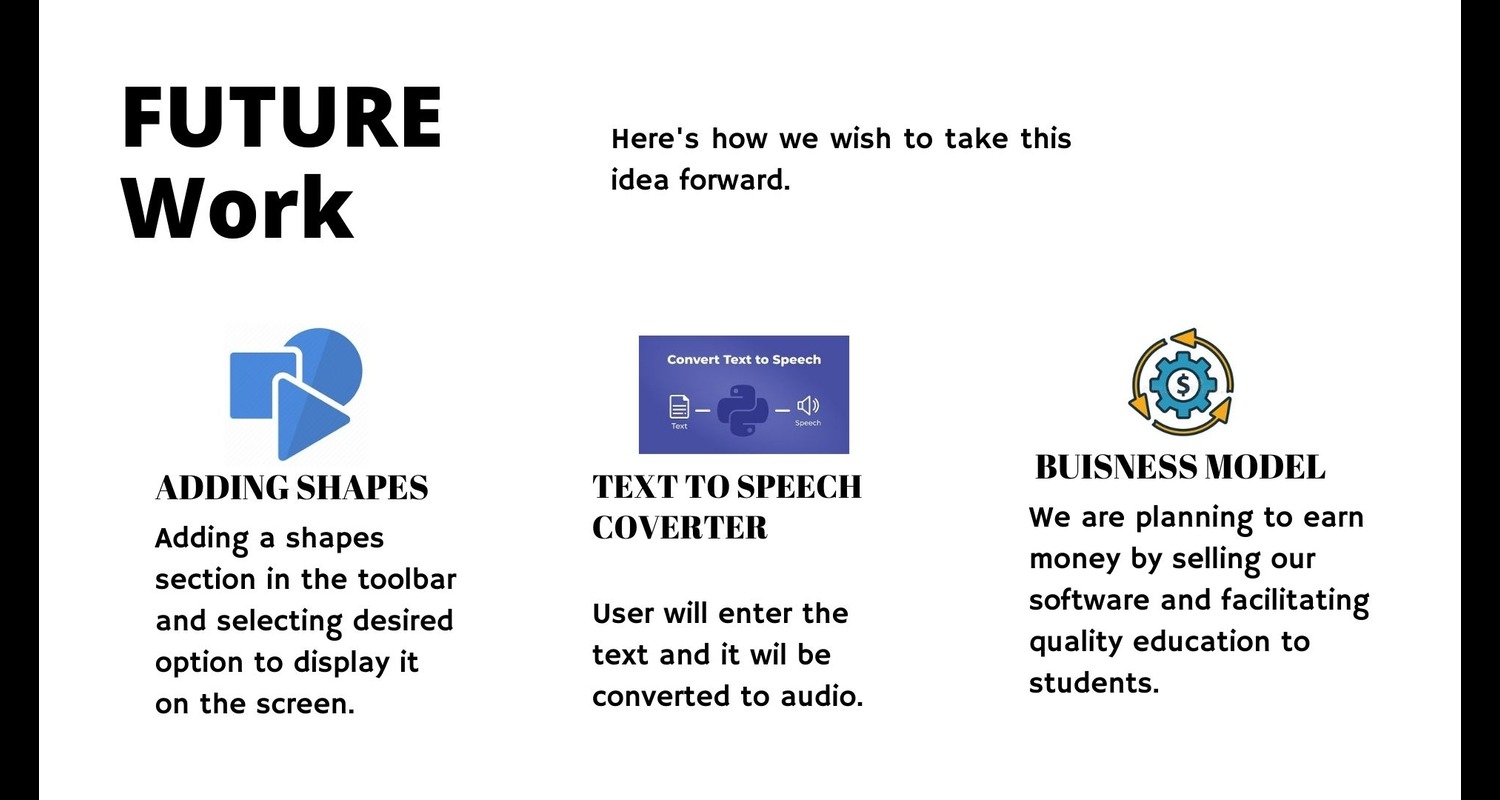 FUTURE
Work
Here's how we wish to take this
idea forward.
ADDING SHAPES
Adding a shapes
section in the toolbar
and selecting desired
option to display it
on the screen.
Convert Text to Speech
Text
Speech
TEXT TO SPEECH
COVERTER
User will enter the
text and it wil be
converted to audio.
$
BUISNESS MODEL
We are planning to earn
money by selling our
software and facilitating
quality education to
students.